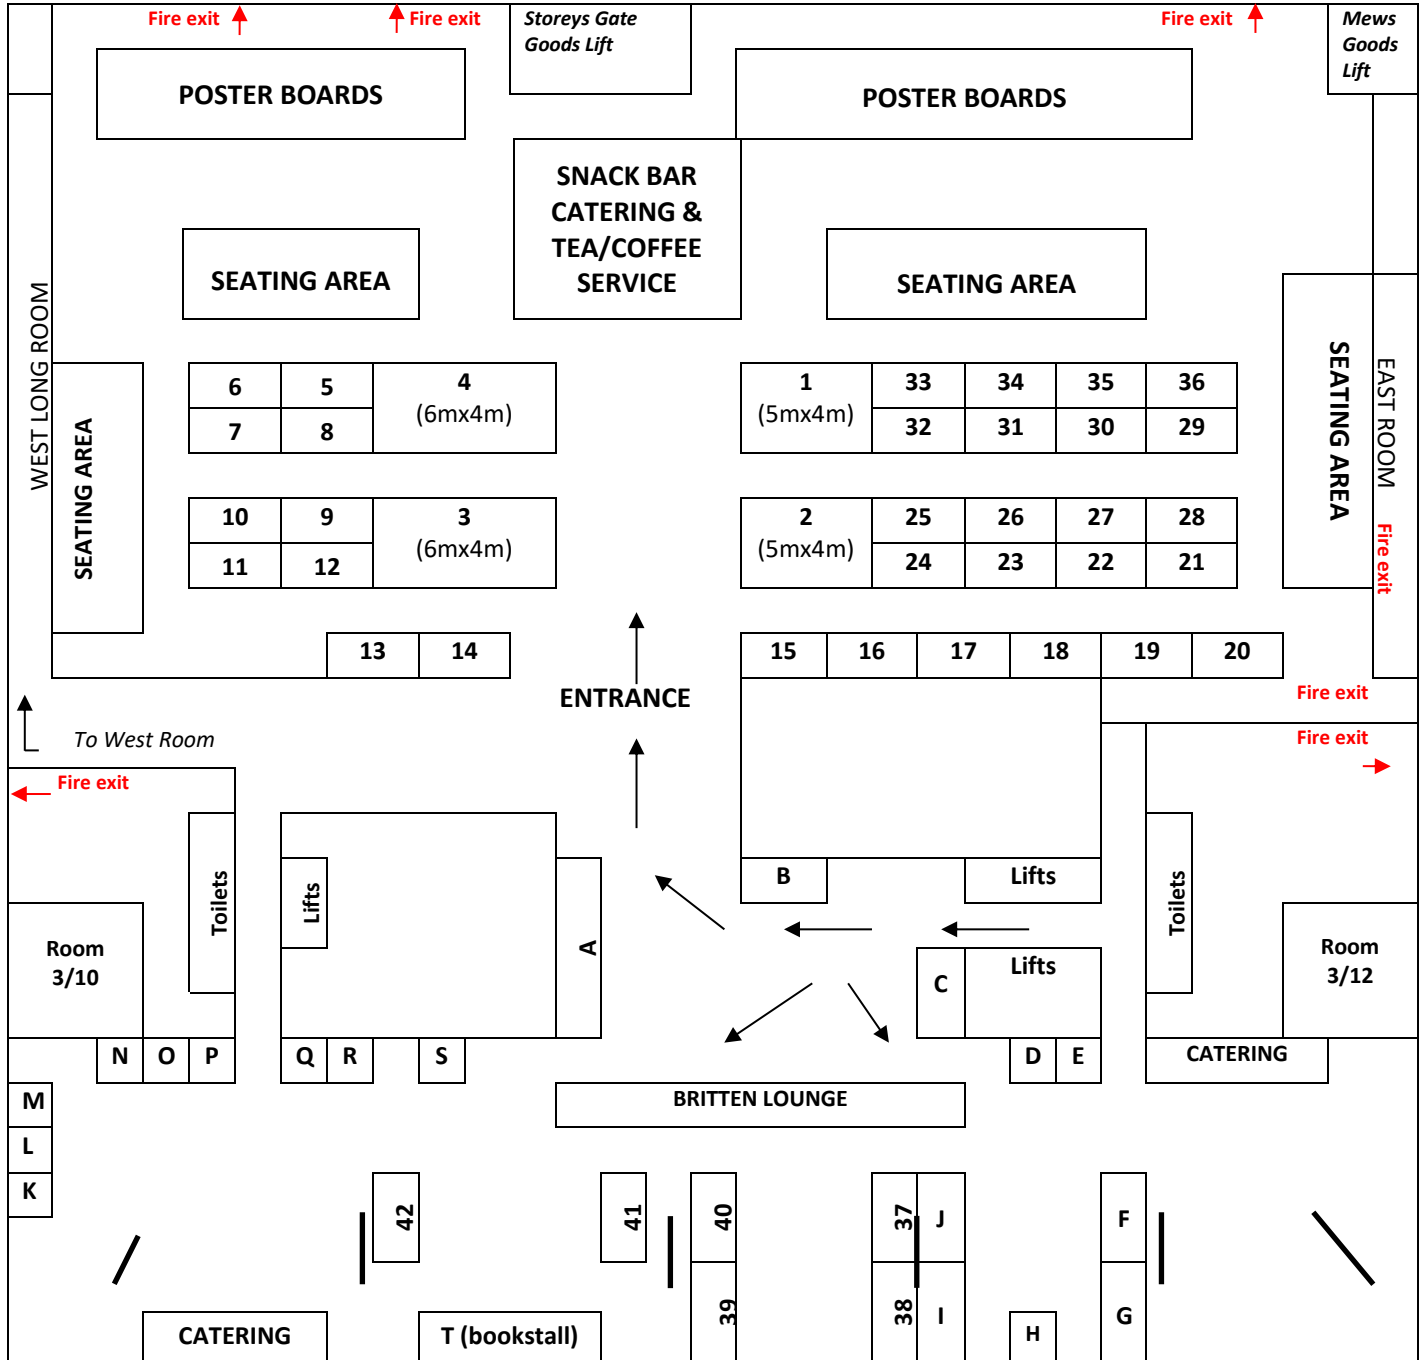 Fire exit
Fire exit
Storeys Gate
Goods Lift
Fire exit
Mews
Goods
Lift
POSTER BOARDS
POSTER BOARDS
SNACK BAR
CATERING &
TEA/COFFEE
SERVICE
SEATING AREA
SEATING AREA
WEST LONG ROOM
SEATING AREA
SEATING AREA
EAST ROOM
Fire exit
6 5 4
(6mx4m)
7 8
1 33 34 35 36
(5mx4m)
32 31 30 29
10 9 3
(6mx4m)
11 12
2 25 26 27 28
(5mx4m)
24 23 22 21
13 14
15 16 17 18 19 20
ENTRANCE
Fire exit
To West Room
Fire exit
Fire exit
Toilets
Lifts
A
B
Lifts
Toilets
Room
3/10
C
Lifts
Room
3/12
N O P
Q R
S
D E
CATERING
M
L
K
BRITTEN LOUNGE
42
41
40
37
J
F
39
38
I
H
G
CATERING
T (bookstall)